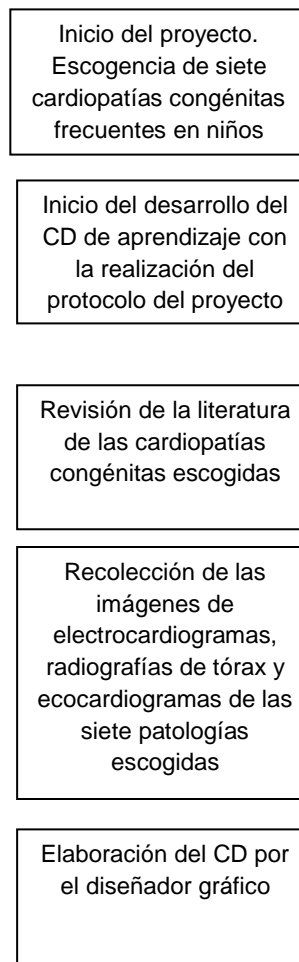 Inicio del proyecto.
Escogencia de siete
cardiopatías congénitas
frecuentes en niños
Inicio del desarrollo del
CD de aprendizaje con
la realización del
protocolo del proyecto
Revisión de la literatura
de las cardiopatías
congénitas escogidas
Recolección de las
imágenes de
electrocardiogramas,
radiografías de tórax y
ecocardiogramas de las
siete patologías
escogidas
Elaboración del CD por
el diseñador gráfico